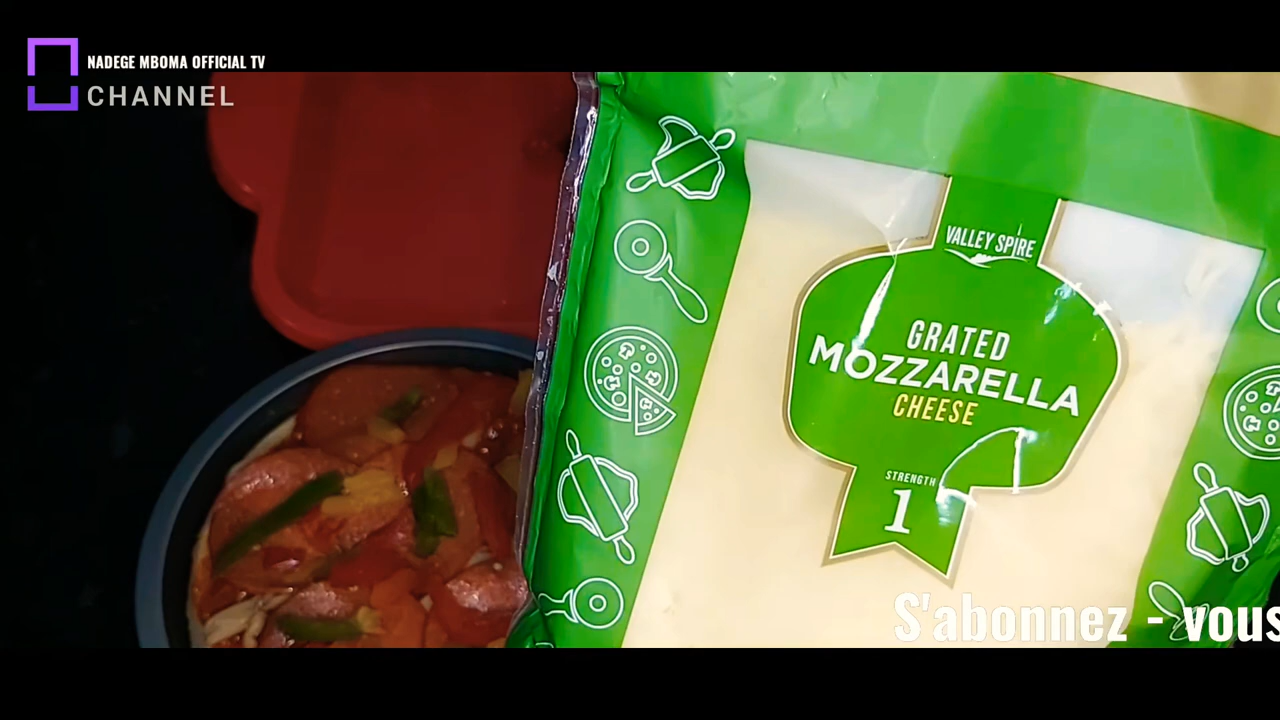 NADEGE MBOMA OFFICIAL TV
CHANNEL
VALLEY SPIRE
GRATED
MOZZARELLA
CHEESE
STRENGTH
1
S'abonnez - vous